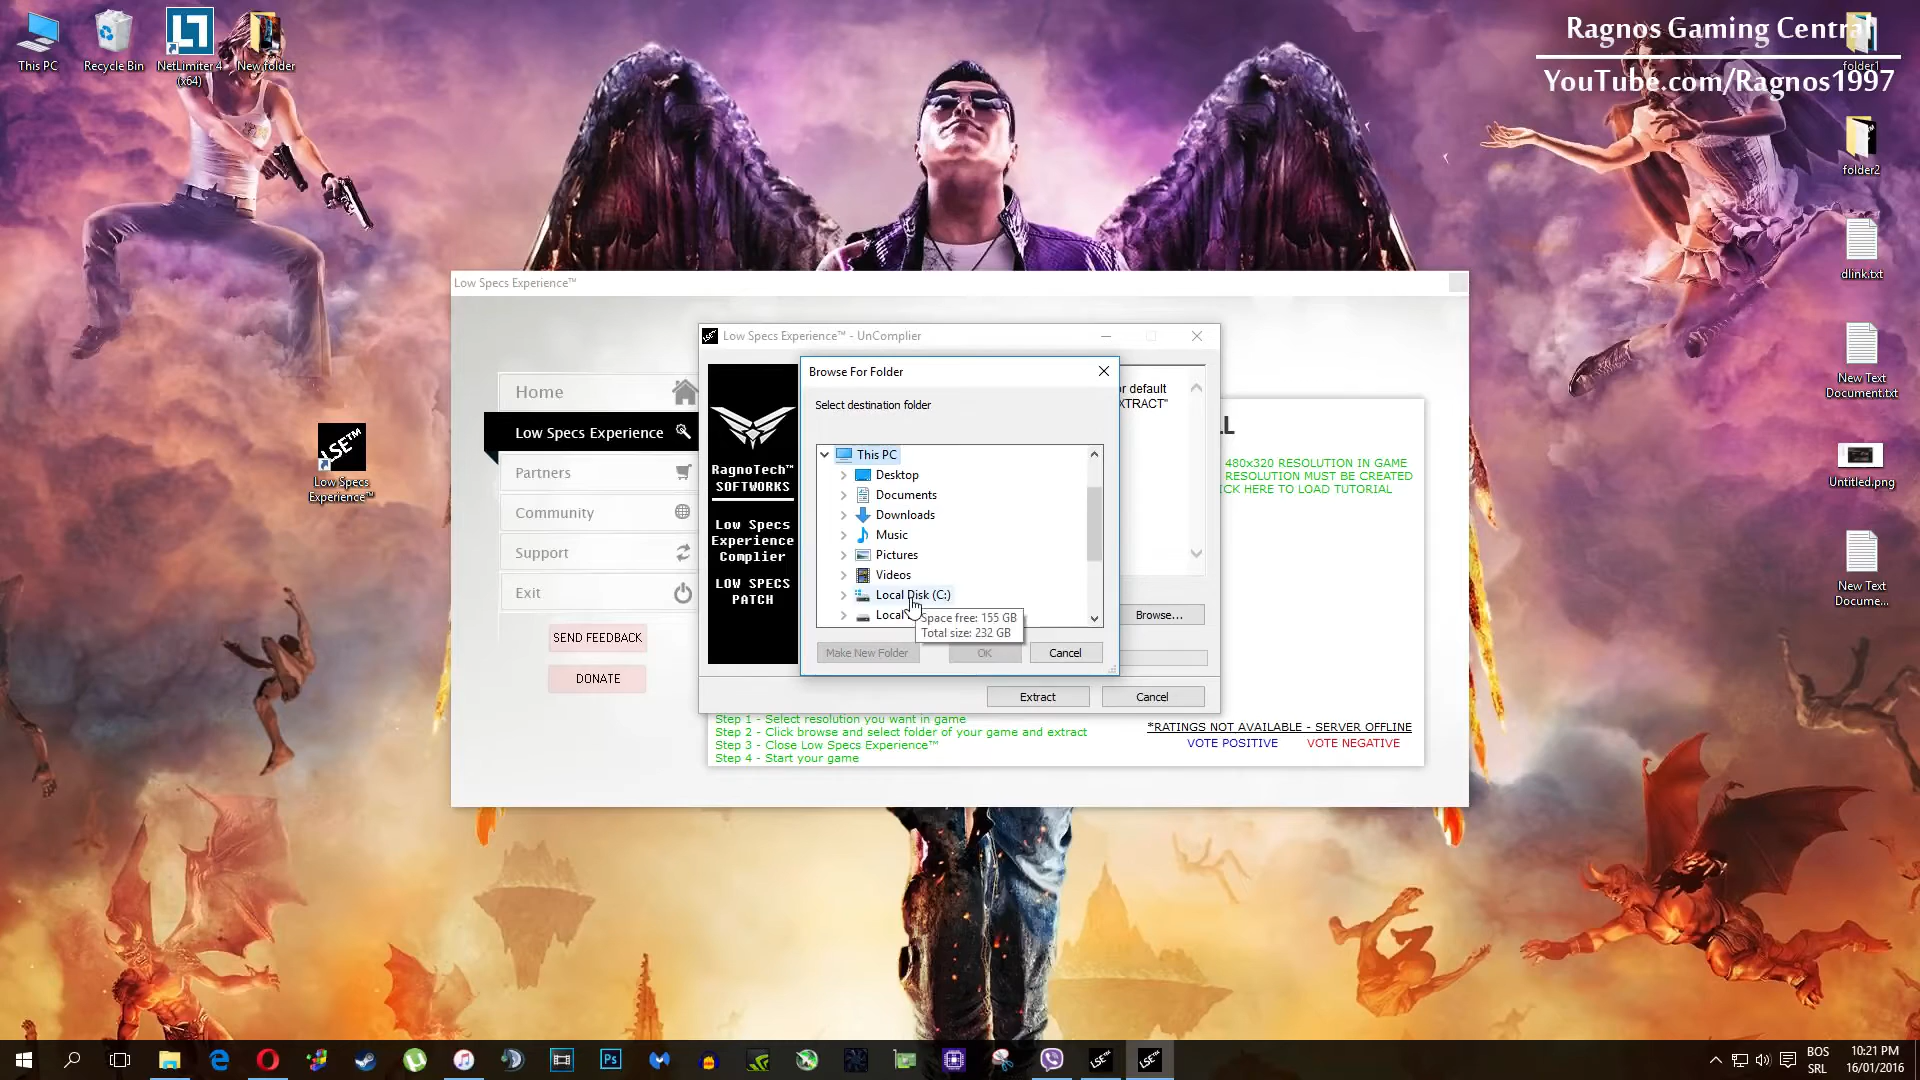 This PC
Recycle Bin
NetLimiter 4
(x64)
New folder
Ragnos Gaming Central
YouTube.com/Ragnos1997
folder1
folder2
dlink.txt
New Text
Document.txt
Untitled.png
New Text
Docume...
LSE™
Low Specs
Experience™
Low Specs Experience™
Home
Low Specs Experience
Partners
Community
Support
Exit
SEND FEEDBACK
DONATE
Low Specs Experience™ - UnComplier
RagnoTech™
SOFTWORKS
Low Specs
Experience
Complier
LOW SPECS
PATCH
Browse For Folder
Select destination folder
This PC
Desktop
Documents
Downloads
Music
Pictures
Videos
Local Disk (C:)
Local
Space free: 155 GB
Total size: 232 GB
Make New Folder
OK
Cancel
or default
XTRACT"
Browse...
Extract
Cancel
LL
480x320 RESOLUTION IN GAME
RESOLUTION MUST BE CREATED
ICK HERE TO LOAD TUTORIAL
Step 1 - Select resolution you want in game
Step 2 - Click browse and select folder of your game and extract
Step 3 - Close Low Specs Experience™
Step 4 - Start your game
*RATINGS NOT AVAILABLE - SERVER OFFLINE
VOTE POSITIVE
VOTE NEGATIVE
Ps
LSE™
LSE™
BOS
SRL
10:21 PM
16/01/2016